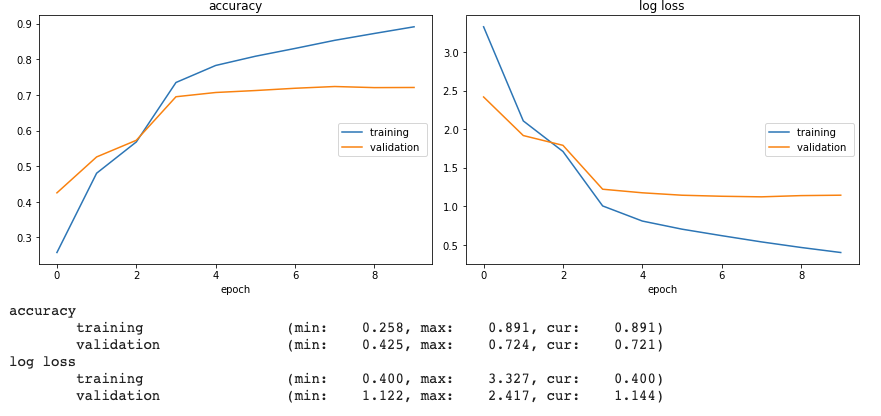 accuracy
0.9
0.8
0.7
0.6
0.5
0.4
0.3
0 2 4 6 8
epoch
training
validation
log loss
3.0
2.5
2.0
1.5
1.0
0.5
0 2 4 6 8
epoch
training
validation
accuracy
training (min: 0.258, max: 0.891, cur: 0.891)
validation (min: 0.425, max: 0.724, cur: 0.721)
log loss
training (min: 0.400, max: 3.327, cur: 0.400)
validation (min: 1.122, max: 2.417, cur: 1.144)